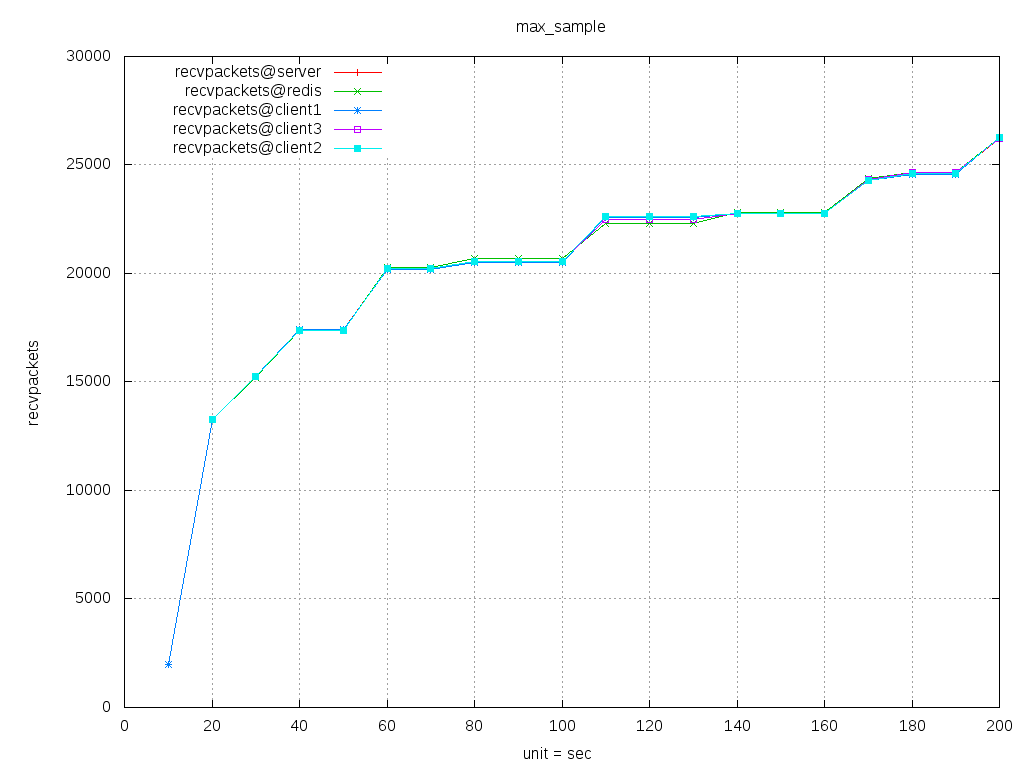 max_sample
30000
25000
20000
15000
10000
5000
0
recvpackets@server
recvpackets@redis
recvpackets@client1
recvpackets@client3
recvpackets@client2
recvpackets
0 20 40 60 80 100 120 140 160 180 200
unit = sec